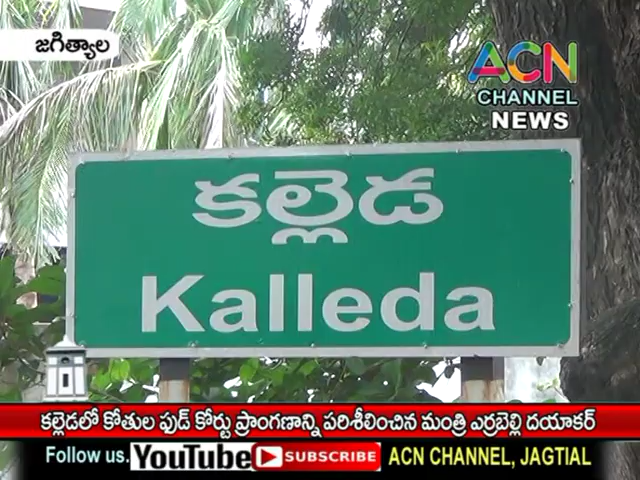 జగిత్యాల
ACN
CHANNEL
NEWS
కల్లెడ
Kalleda
కల్లెడలో కోతుల ఫుడ్ కోర్టు ప్రాంగణాన్ని పరిశీలించిన మంత్రి ఎర్రబెల్లి దయాకర్
Follow us. YouTube SUBSCRIBE ACN CHANNEL, JAGTIAL